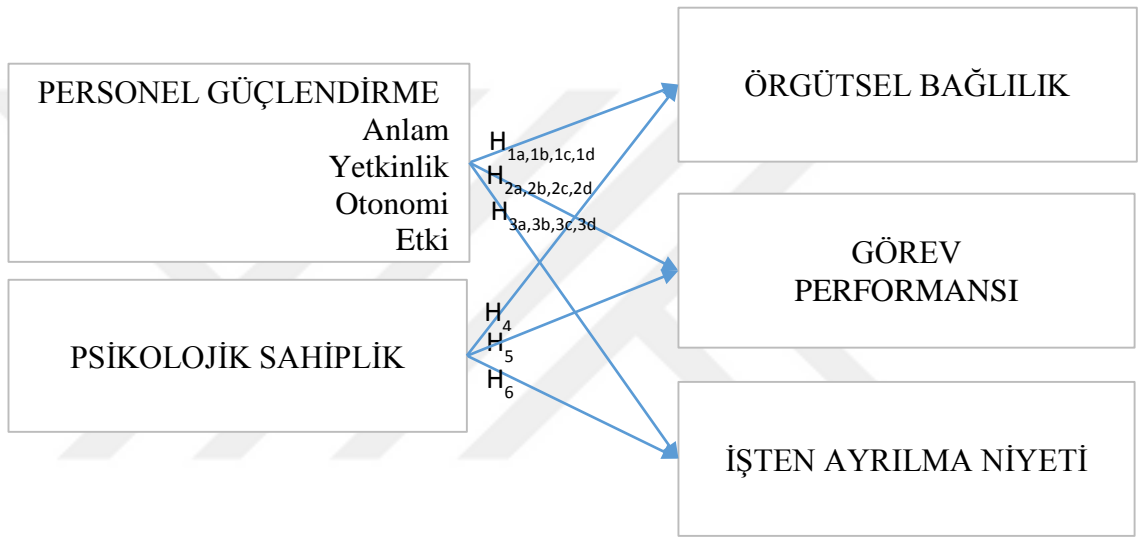 PERSONEL GÜÇLENDİRME
Anlam
Yetkinlik
Otonomi
Etki
PSİKOLOJİK SAHİPLİK
H1a,1b,1c,1d
H2a,2b,2c,2d
H3a,3b,3c,3d
H4
H5
H6
ÖRGÜTSEL BAĞLILIK
GÖREV
PERFORMANSI
İŞTEN AYRILMA NİYETİ